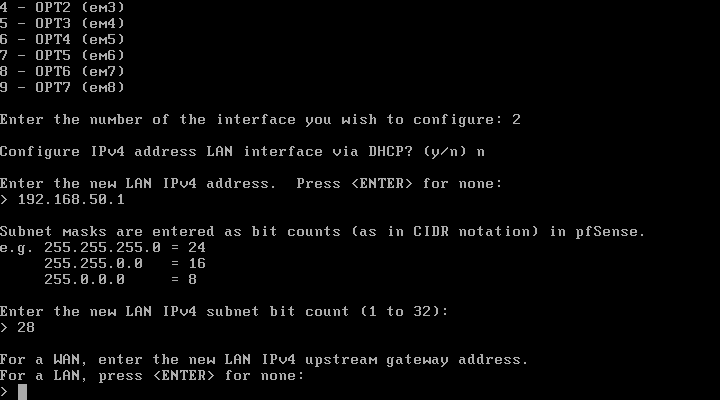 4 - OPT2 (em3)
5 - OPT3 (em4)
6 - OPT4 (em5)
7 - OPT5 (em6)
8 - OPT6 (em7)
9 - OPT7 (em8)
Enter the number of the interface you wish to configure: 2
Configure IPv4 address LAN interface via DHCP? (y/n) n
Enter the new LAN IPv4 address.  Press <ENTER> for none:
> 192.168.50.1
Subnet masks are entered as bit counts (as in CIDR notation) in pfSense.
e.g. 255.255.255.0 = 24
     255.255.0.0   = 16
     255.0.0.0     = 8
Enter the new LAN IPv4 subnet bit count (1 to 32):
> 28
For a WAN, enter the new LAN IPv4 upstream gateway address.
For a LAN, press <ENTER> for none:
>